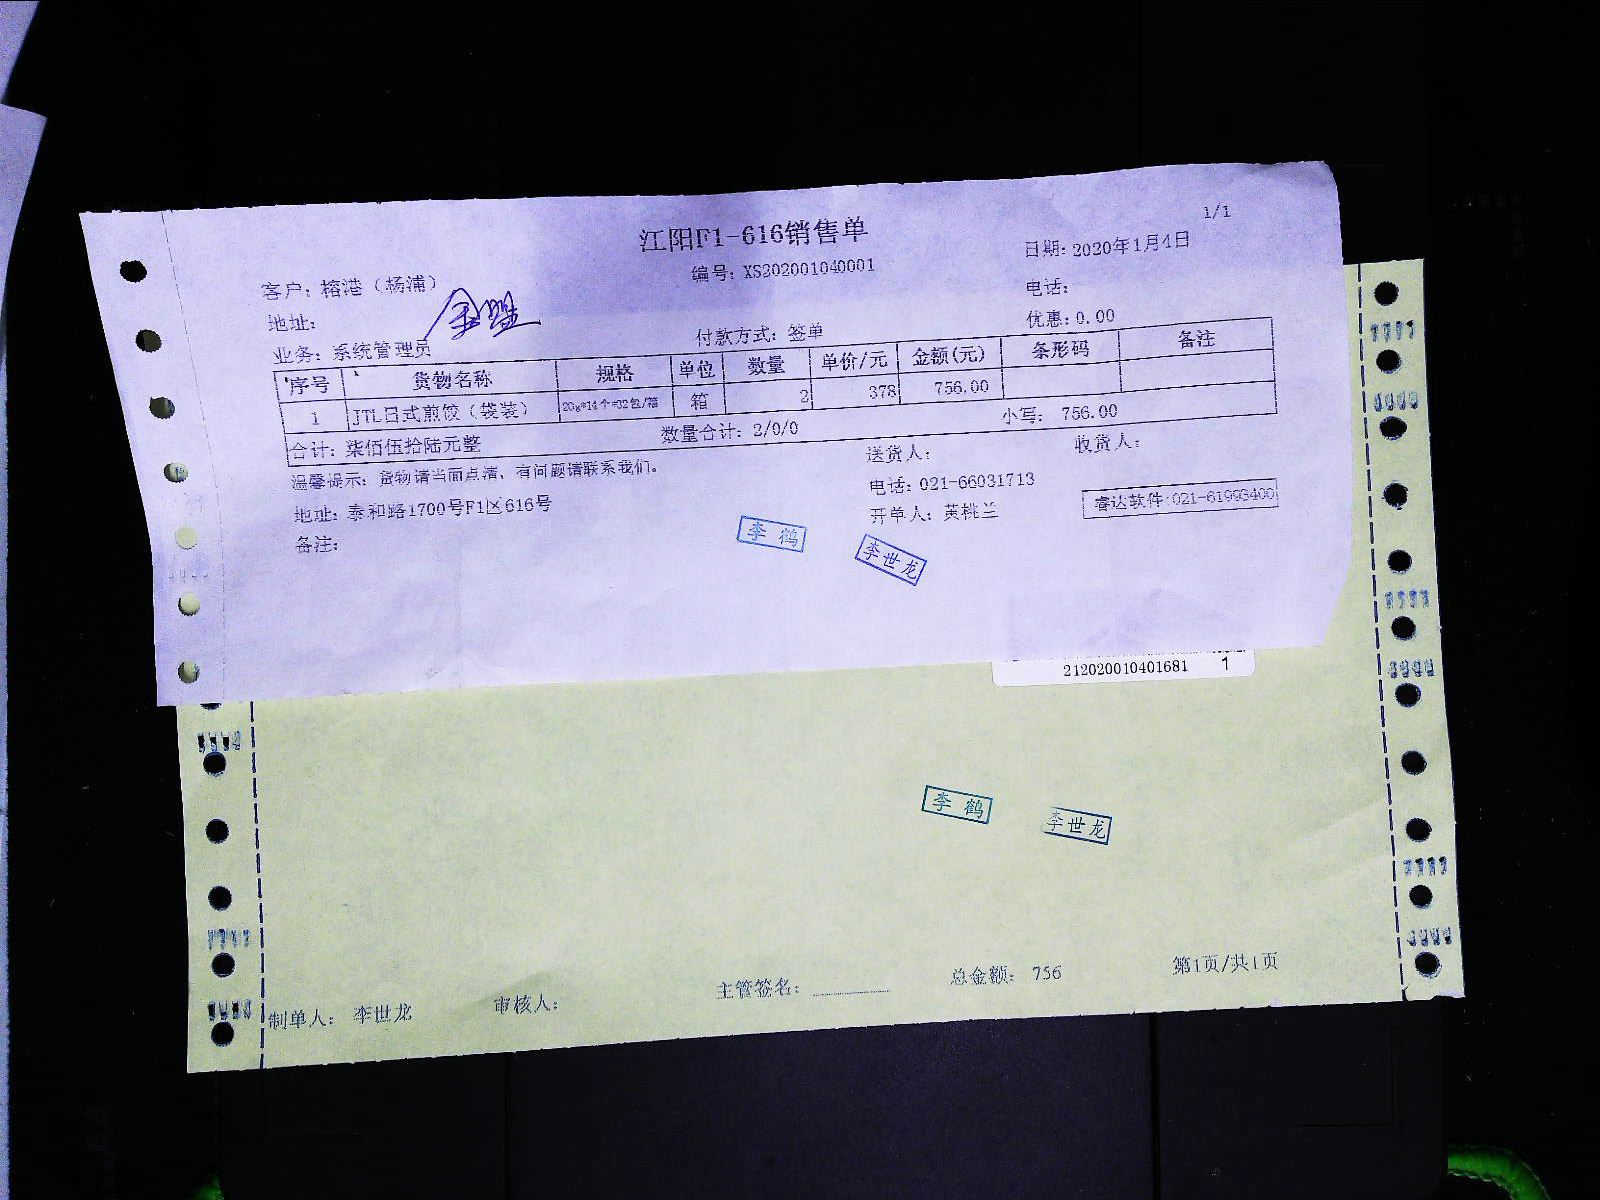 1/1
江阳F1-616销售单
编号: XS202001040001
日期: 2020年1月4日
客户: 榕港（杨浦）
电话:
地址:
付款方式: 签单
优惠: 0.00
业务: 系统管理员
序号 货物名称 规格 单位 数量 单价/元 金额(元) 条形码 备注
1 JTL日式煎饺（袋装） 20g*14个*32包/箱 箱 2 378 756.00
合计: 柒佰伍拾陆元整 数量合计: 2/0/0 小写: 756.00
温馨提示: 货物请当面点清，有问题请联系我们。 送货人: 收货人:
地址: 泰和路1700号F1区616号 电话: 021-66031713
备注: 开单人: 黄桃兰 睿达软件:021-61993400
李鹤 李世龙
212020010401681 1
李鹤 李世龙
制单人: 李世龙 审核人: 主管签名: 总金额: 756 第1页/共1页